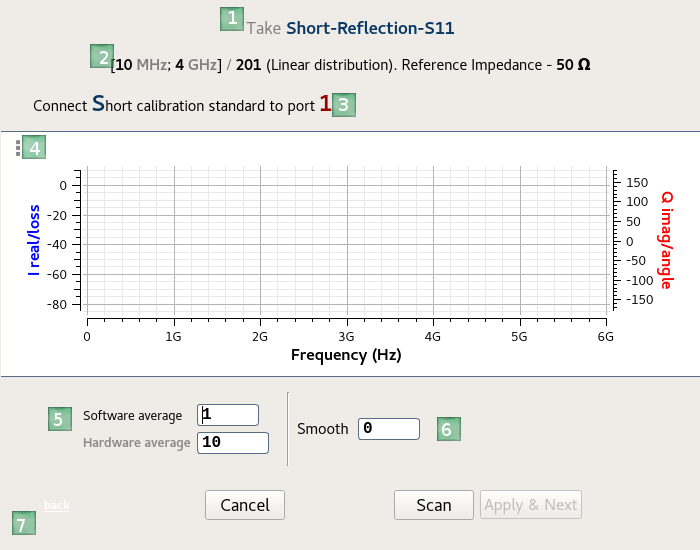 1 Take Short-Reflection-S11
2 [10 MHz; 4 GHz] / 201 (Linear distribution). Reference Impedance - 50 Ω
Connect Short calibration standard to port 1 3
4
I real/loss
0
-20
-40
-60
-80
150
100
50
0
-50
-100
-150
Q imag/angle
0 1G 2G 3G 4G 5G 6G
Frequency (Hz)
5 Software average 1
Hardware average 10
Smooth 0 6
7 back
Cancel Scan Apply & Next